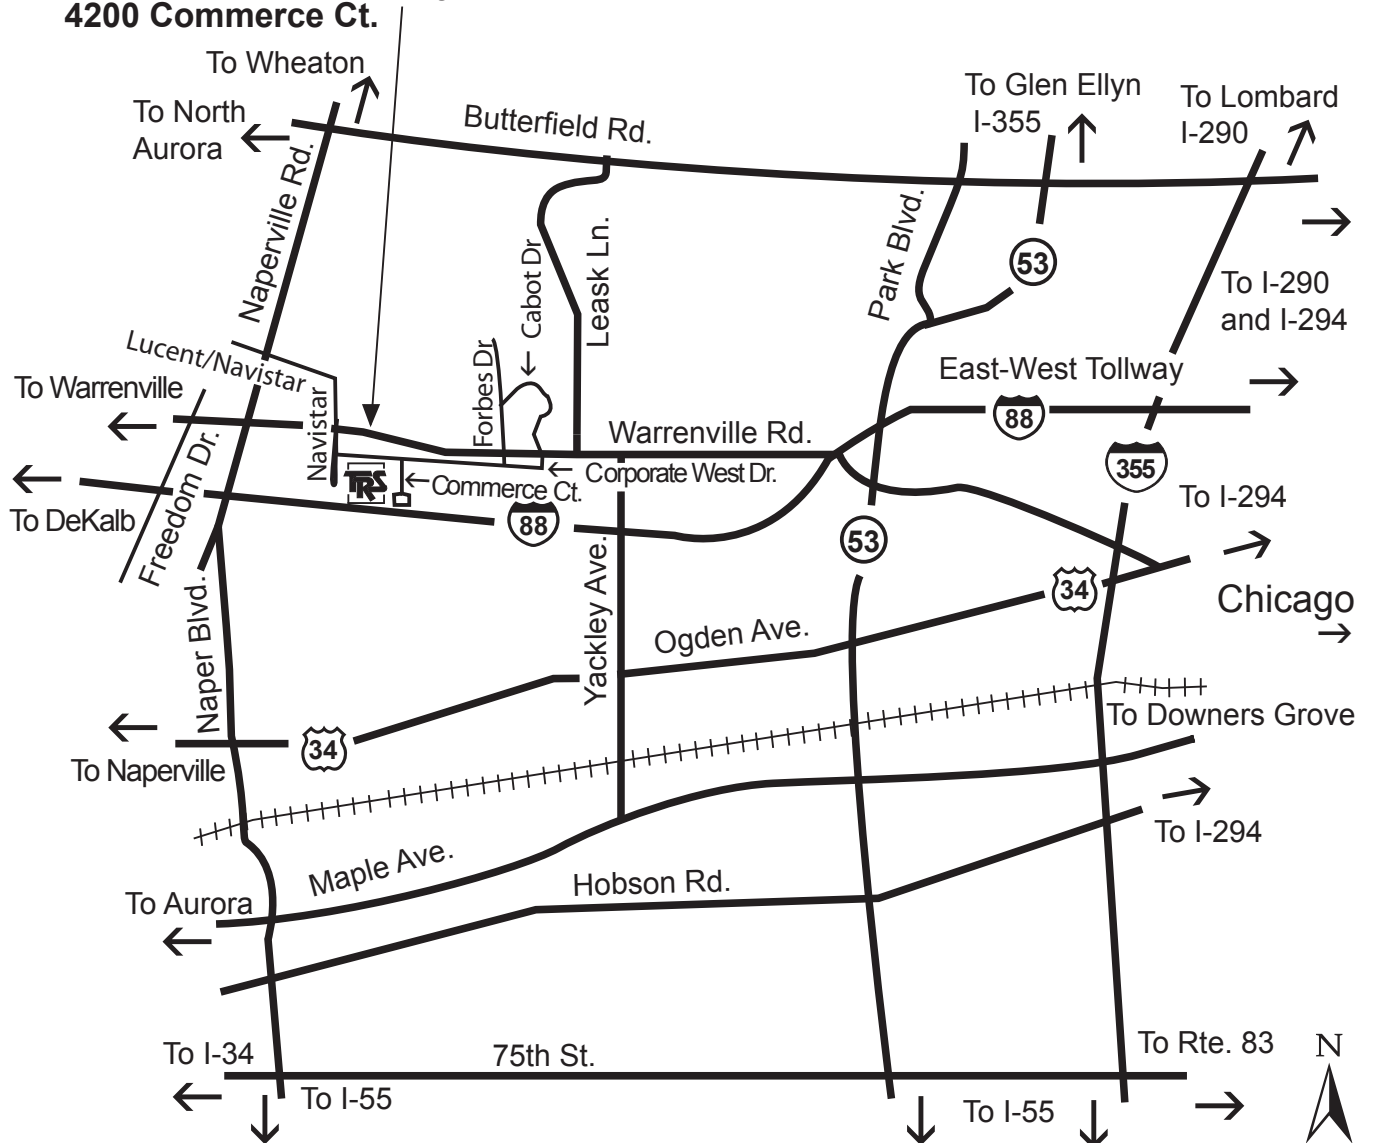 4200 Commerce Ct.
To Wheaton
To North
Aurora
Butterfield Rd.
To Glen Ellyn
I-355
To Lombard
I-290
Naperville Rd.
Park Blvd.
53
To I-290
and I-294
Leask Ln.
Cabot Dr
Forbes Dr
Lucent/Navistar
Navistar
To Warrenville
East-West Tollway
88
Warrenville Rd.
355
Corporate West Dr.
TRS
Commerce Ct.
88
To DeKalb
Freedom Dr.
To I-294
53
34
Chicago
Naper Blvd.
Yackley Ave.
Ogden Ave.
To Downers Grove
34
To Naperville
To I-294
Maple Ave.
Hobson Rd.
To Aurora
To I-34
75th St.
To Rte. 83
N
To I-55
To I-55